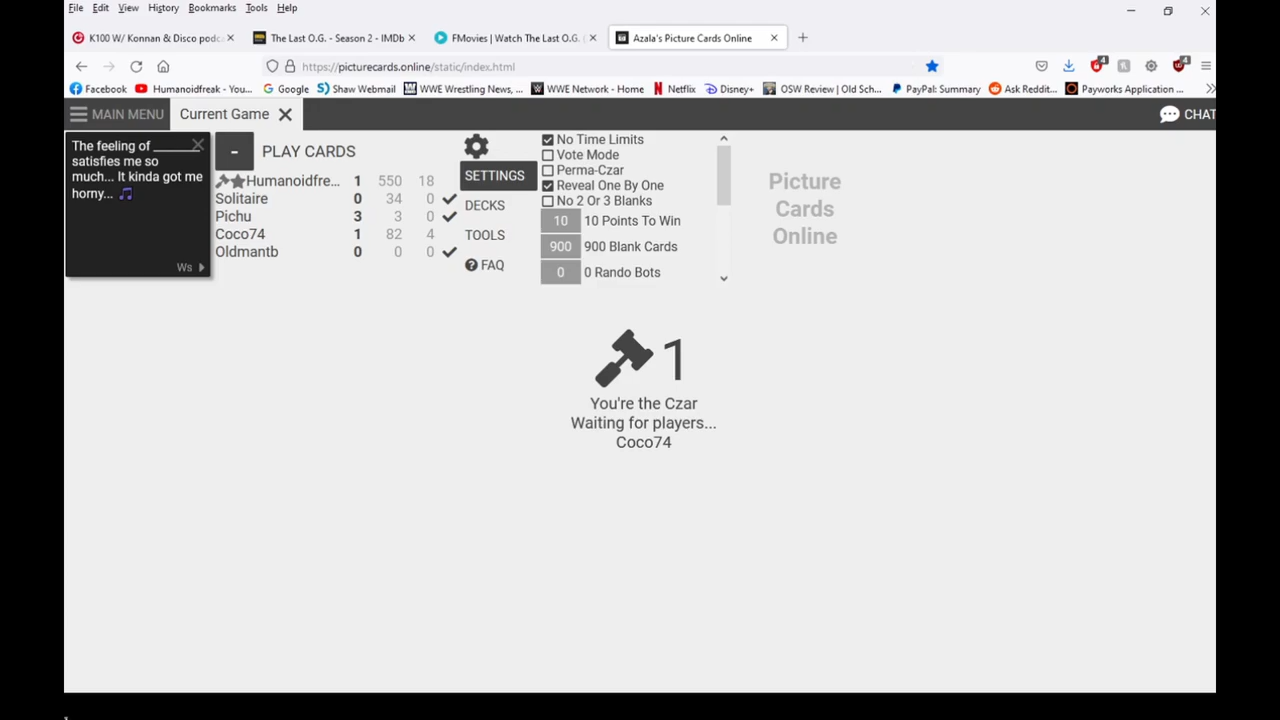 File Edit View History Bookmarks Tools Help
K100 W/ Konnan & Disco podc
The Last O.G. - Season 2 - IMDb
FMovies | Watch The Last O.G. (
Azala's Picture Cards Online
https://picturecards.online/static/index.html
4
4
Facebook
Humanoidfreak - You...
Google
Shaw Webmail
WWE Wrestling News, ...
WWE Network - Home
Netflix
Disney+
OSW Review | Old Sch...
PayPal: Summary
Ask Reddit...
Payworks Application ...
MAIN MENU
Current Game
CHAT
The feeling of ______
satisfies me so
much... It kinda got me
horny... 🎵
Ws
-
PLAY CARDS
Humanoidfre... 1 550 18
Solitaire 0 34 0
Pichu 3 3 0
Coco74 1 82 4
Oldmantb 0 0 0
SETTINGS
DECKS
TOOLS
FAQ
No Time Limits
Vote Mode
Perma-Czar
Reveal One By One
No 2 Or 3 Blanks
10 10 Points To Win
900 900 Blank Cards
0 0 Rando Bots
Picture
Cards
Online
1
You're the Czar
Waiting for players...
Coco74